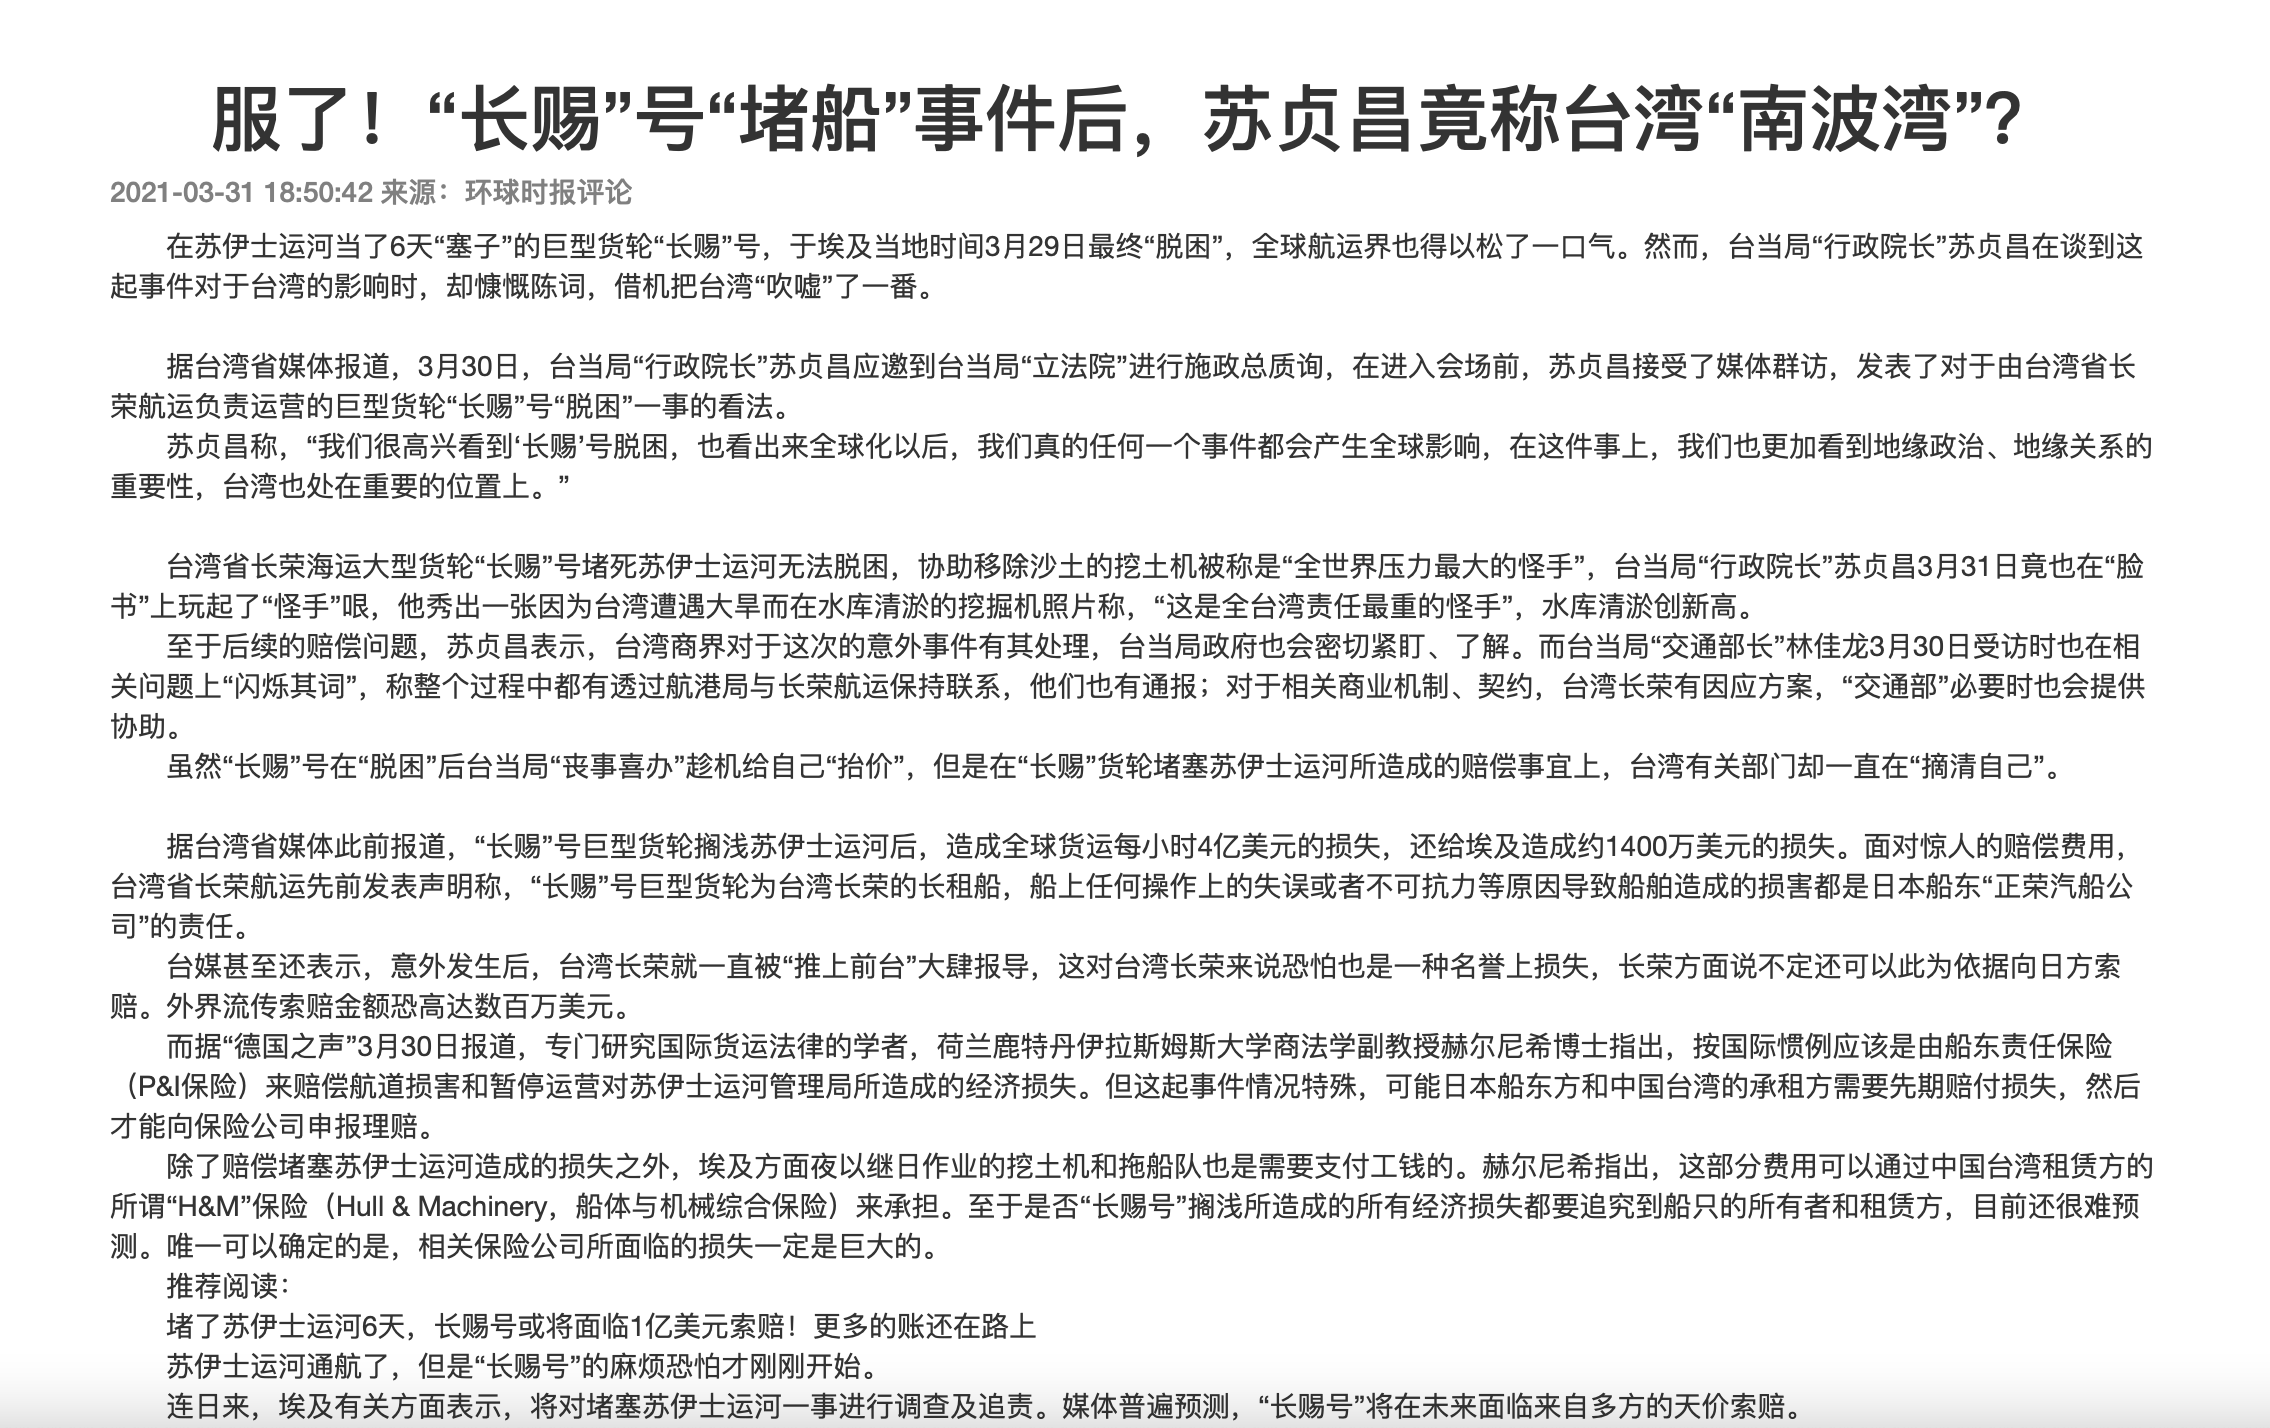 服了！“长赐”号“堵船”事件后，苏贞昌竟称台湾“南波湾”？
2021-03-31 18:50:42 来源：环球时报评论
在苏伊士运河当了6天“塞子”的巨型货轮“长赐”号，于埃及当地时间3月29日最终“脱困”，全球航运界也得以松了一口气。然而，台当局“行政院长”苏贞昌在谈到这
起事件对于台湾的影响时，却慷慨陈词，借机把台湾“吹嘘”了一番。
据台湾省媒体报道，3月30日，台当局“行政院长”苏贞昌应邀到台当局“立法院”进行施政总质询，在进入会场前，苏贞昌接受了媒体群访，发表了对于由台湾省长
荣航运负责运营的巨型货轮“长赐”号“脱困”一事的看法。
苏贞昌称，“我们很高兴看到‘长赐’号脱困，也看出来全球化以后，我们真的任何一个事件都会产生全球影响，在这件事上，我们也更加看到地缘政治、地缘关系的
重要性，台湾也处在重要的位置上。”
台湾省长荣海运大型货轮“长赐”号堵死苏伊士运河无法脱困，协助移除沙土的挖土机被称是“全世界压力最大的怪手”，台当局“行政院长”苏贞昌3月31日竟也在“脸
书”上玩起了“怪手”哏，他秀出一张因为台湾遭遇大旱而在水库清淤的挖掘机照片称，“这是全台湾责任最重的怪手”，水库清淤创新高。
至于后续的赔偿问题，苏贞昌表示，台湾商界对于这次的意外事件有其处理，台当局政府也会密切紧盯、了解。而台当局“交通部长”林佳龙3月30日受访时也在相
关问题上“闪烁其词”，称整个过程中都有透过航港局与长荣航运保持联系，他们也有通报；对于相关商业机制、契约，台湾长荣有因应方案，“交通部”必要时也会提供
协助。
虽然“长赐”号在“脱困”后台当局“丧事喜办”趁机给自己“抬价”，但是在“长赐”货轮堵塞苏伊士运河所造成的赔偿事宜上，台湾有关部门却一直在“摘清自己”。
据台湾省媒体此前报道，“长赐”号巨型货轮搁浅苏伊士运河后，造成全球货运每小时4亿美元的损失，还给埃及造成约1400万美元的损失。面对惊人的赔偿费用，
台湾省长荣航运先前发表声明称，“长赐”号巨型货轮为台湾长荣的长租船，船上任何操作上的失误或者不可抗力等原因导致船舶造成的损害都是日本船东“正荣汽船公
司”的责任。
台媒甚至还表示，意外发生后，台湾长荣就一直被“推上前台”大肆报导，这对台湾长荣来说恐怕也是一种名誉上损失，长荣方面说不定还可以此为依据向日方索
赔。外界流传索赔金额恐高达数百万美元。
而据“德国之声”3月30日报道，专门研究国际货运法律的学者，荷兰鹿特丹伊拉斯姆斯大学商法学副教授赫尔尼希博士指出，按国际惯例应该是由船东责任保险
（P&I保险）来赔偿航道损害和暂停运营对苏伊士运河管理局所造成的经济损失。但这起事件情况特殊，可能日本船东方和中国台湾的承租方需要先期赔付损失，然后
才能向保险公司申报理赔。
除了赔偿堵塞苏伊士运河造成的损失之外，埃及方面夜以继日作业的挖土机和拖船队也是需要支付工钱的。赫尔尼希指出，这部分费用可以通过中国台湾租赁方的
所谓“H&M”保险（Hull & Machinery，船体与机械综合保险）来承担。至于是否“长赐号”搁浅所造成的所有经济损失都要追究到船只的所有者和租赁方，目前还很难预
测。唯一可以确定的是，相关保险公司所面临的损失一定是巨大的。
推荐阅读：
堵了苏伊士运河6天，长赐号或将面临1亿美元索赔！更多的账还在路上
苏伊士运河通航了，但是“长赐号”的麻烦恐怕才刚刚开始。
连日来，埃及有关方面表示，将对堵塞苏伊士运河一事进行调查及追责。媒体普遍预测，“长赐号”将在未来面临来自多方的天价索赔。